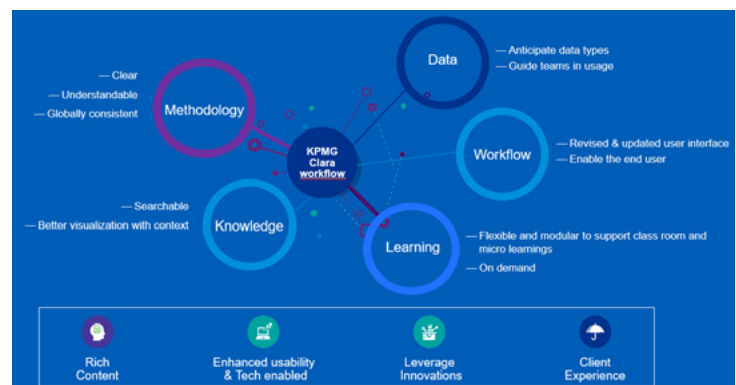 Data
— Anticipate data types
— Guide teams in usage
— Clear
— Understandable
— Globally consistent
Methodology
KPMG
Clara
workflow
Workflow
— Revised & updated user interface
— Enable the end user
— Searchable
— Better visualization with context
Knowledge
Learning
— Flexible and modular to support class room and
micro learnings
— On demand
Rich
Content
Enhanced usability
& Tech enabled
Leverage
Innovations
Client
Experience